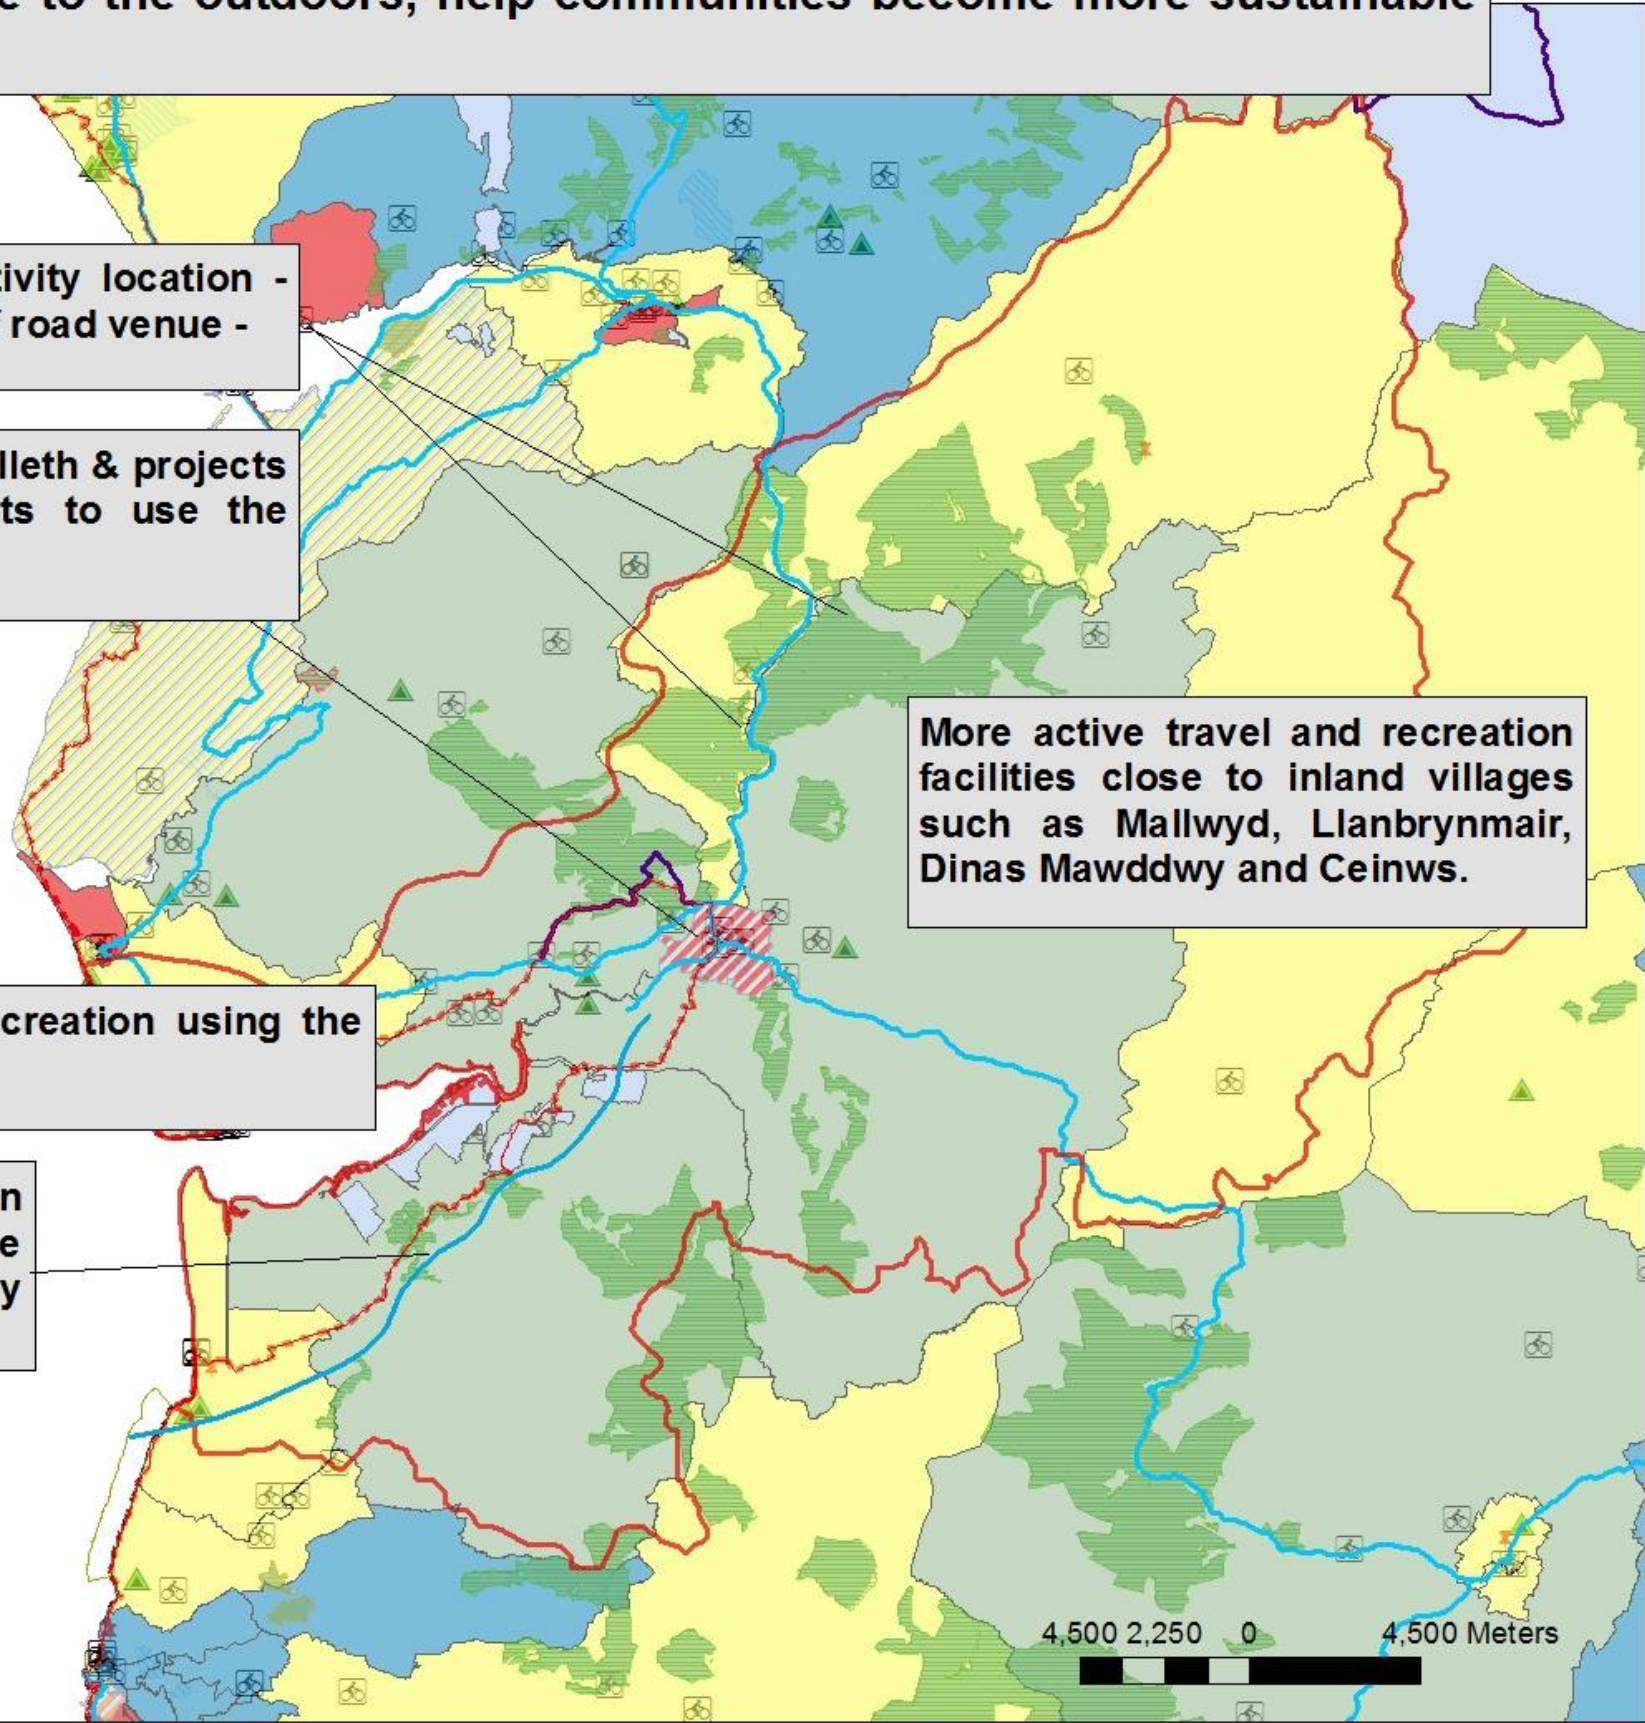 to the outdoors, help communities become more sustainable
ivity location -
road venue -
lleth & projects
ts to use the
More active travel and recreation
facilities close to inland villages
such as Mallwyd, Llanbrynmair,
Dinas Mawddwy and Ceinws.
creation using the
n
e
y
4,500 2,250 0 4,500 Meters